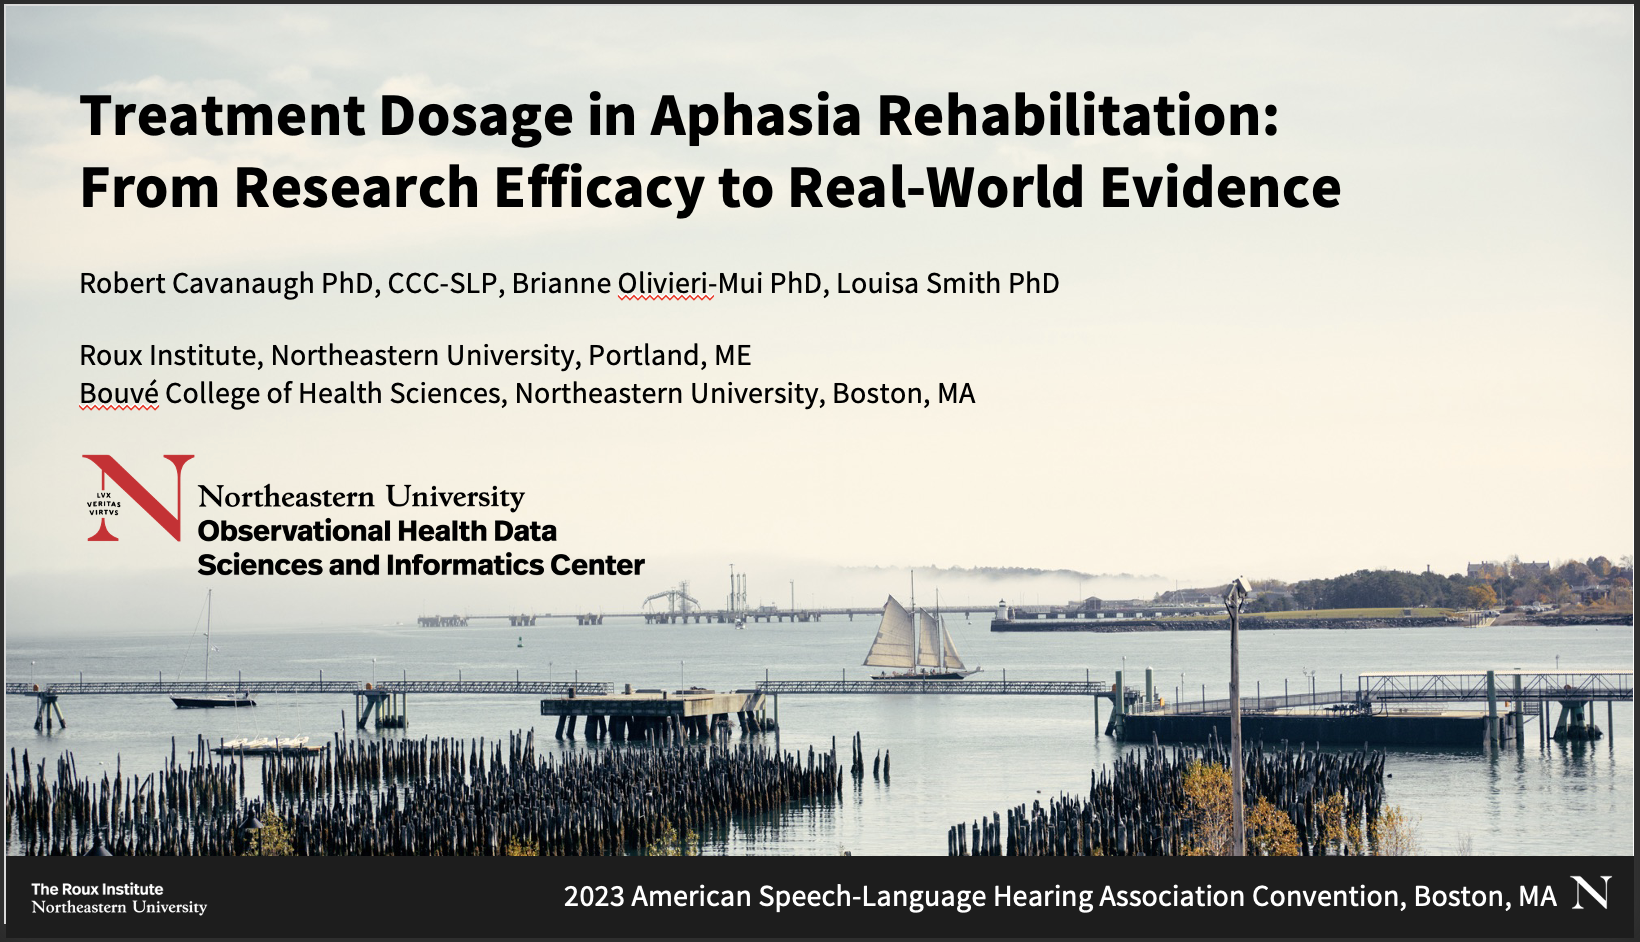 Treatment Dosage in Aphasia Rehabilitation:
From Research Efficacy to Real-World Evidence
Robert Cavanaugh PhD, CCC-SLP, Brianne Olivieri-Mui PhD, Louisa Smith PhD
Roux Institute, Northeastern University, Portland, ME
Bouvé College of Health Sciences, Northeastern University, Boston, MA
N
LVX
VERITAS
VIRTVS
Northeastern University
Observational Health Data
Sciences and Informatics Center
The Roux Institute
Northeastern University
2023 American Speech-Language Hearing Association Convention, Boston, MA
N